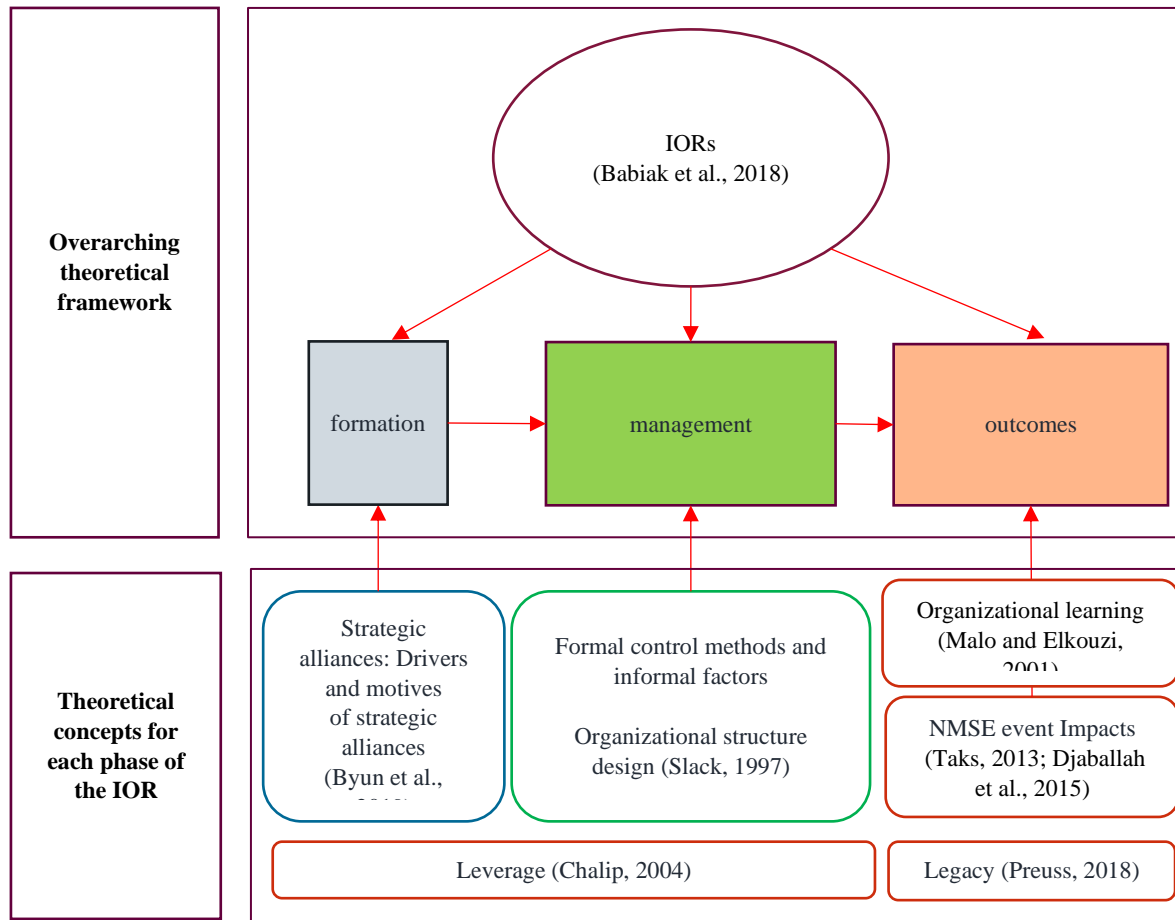 Overarching
theoretical
framework
IORs
(Babiak et al., 2018)
formation
management
outcomes
Theoretical
concepts for
each phase of
the IOR
Strategic
alliances: Drivers
and motives
of strategic
alliances
(Byun et al.,
Formal control methods and
informal factors
Organizational structure
design (Slack, 1997)
Organizational learning
(Malo and Elkouzi,
2001)
NMSE event Impacts
(Taks, 2013; Djaballah
et al., 2015)
Leverage (Chalip, 2004)
Legacy (Preuss, 2018)